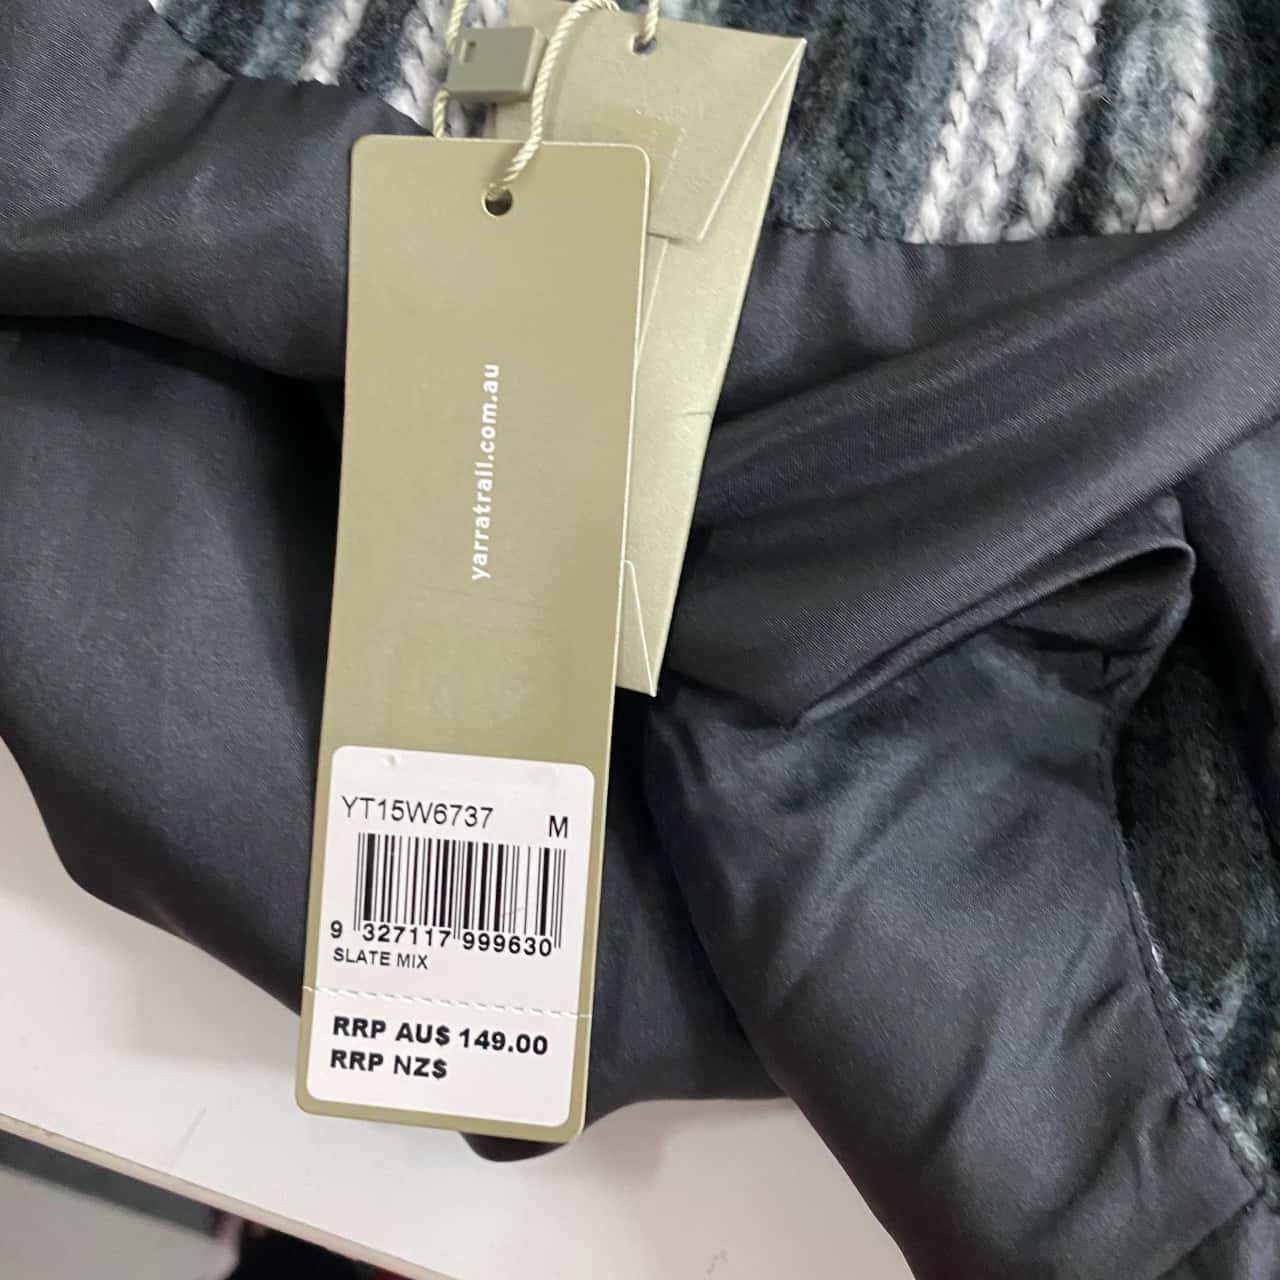 yarratrail.com.au
YT15W6737 M
9 327117 999630
SLATE MIX
RRP AU$ 149.00
RRP NZ$